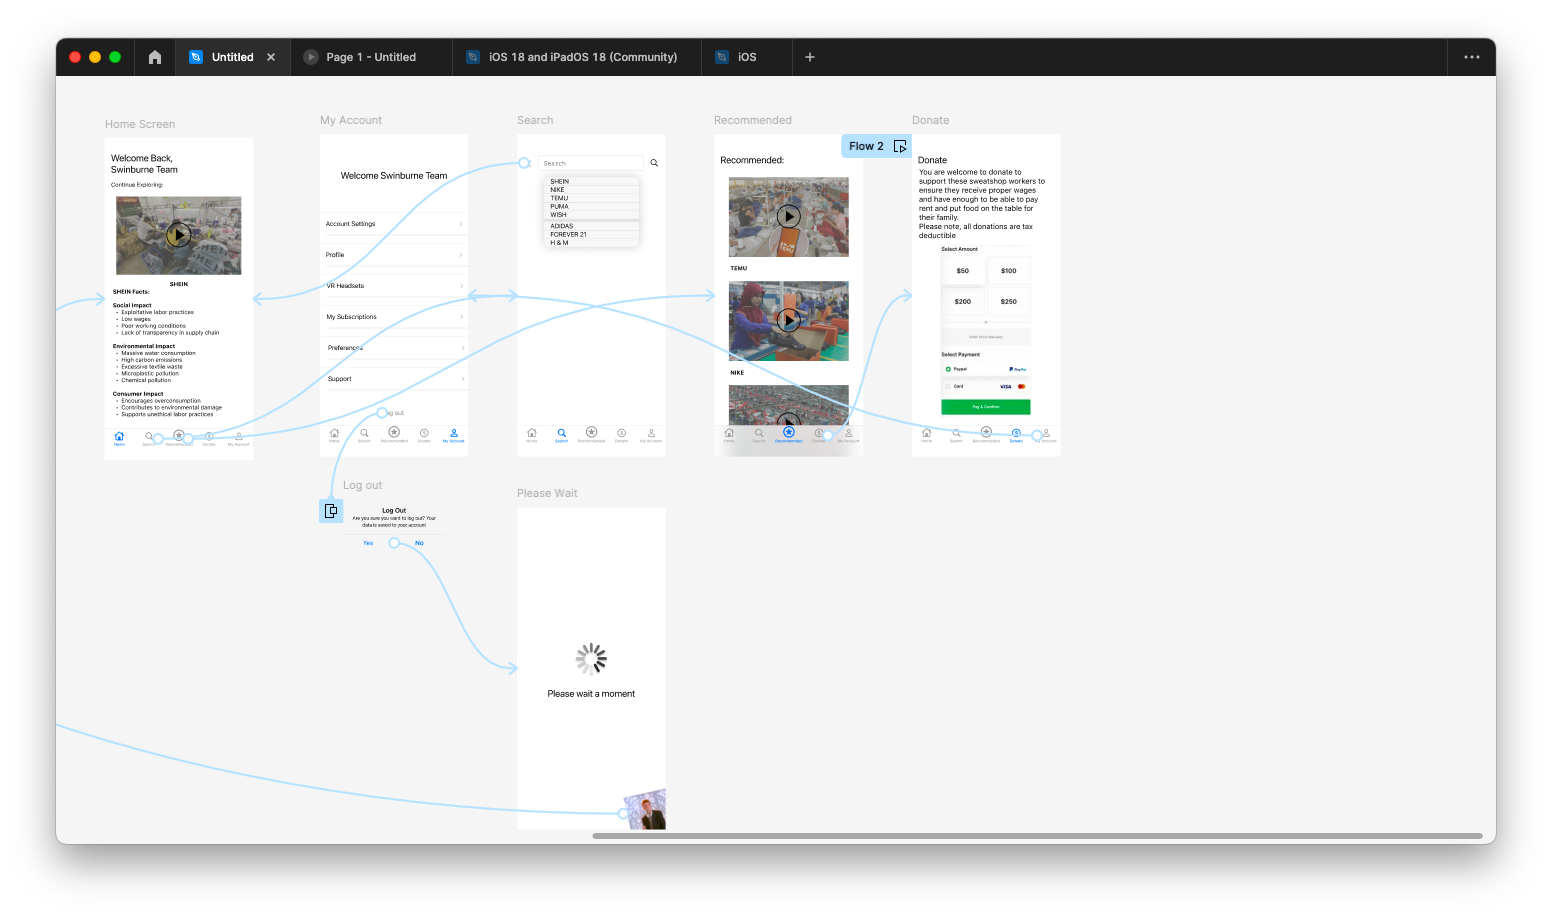 Untitled
Page 1 - Untitled
iOS 18 and iPadOS 18 (Community)
iOS
Home Screen
Welcome Back,
Swinburne Team
Continue Exploring:
SHEIN
SHEIN Facts:
Social Impact
• Exploitative labor practices
• Low wages
• Poor working conditions
• Lack of transparency in supply chain
Environmental Impact
• Massive water consumption
• High carbon emissions
• Excessive textile waste
• Microplastic pollution
• Chemical pollution
Consumer Impact
• Encourages overconsumption
• Contributes to environmental damage
• Supports unethical labor practices
Home
Donate
My Account
My Account
Welcome Swinburne Team
Account Settings
Profile
VR Headsets
My Subscriptions
Preferences
Support
out
Home
Search
Recommended
Donate
My Account
Search
Search
SHEIN
NIKE
TEMU
PUMA
WISH
ADIDAS
FOREVER 21
H & M
Home
Search
Recommended
Donate
My Account
Recommended
Recommended:
TEMU
TEMU
NIKE
Home
Search
Recommended
My Account
Flow 2
Donate
Donate
You are welcome to donate to
support these sweatshop workers to
ensure they receive proper wages
and have enough to be able to pay
rent and put food on the table for
their family.
Please note, all donations are tax
deductible
Select Amount
$50
$100
$200
$250
or
Enter Price Manually
Select Payment
Paypal
PayPal
Card
VISA
Pay & Confirm
Home
Search
Recommended
Donate
My Account
Log out
Log Out
Are you sure you want to log out? Your
data is saved to your account
Yes
No
Please Wait
Please wait a moment